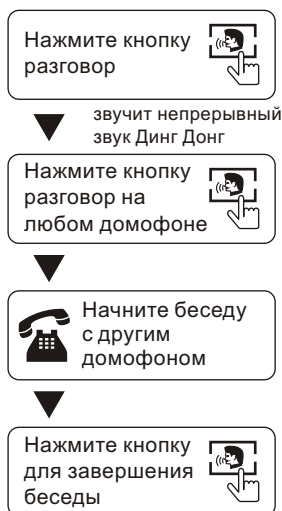 Нажмите кнопку
разговор
звучит непрерывный
звук Динг Донг
Нажмите кнопку
разговор на
любом домофоне
Начните беседу
с другим
домофоном
Нажмите кнопку
для завершения
беседы